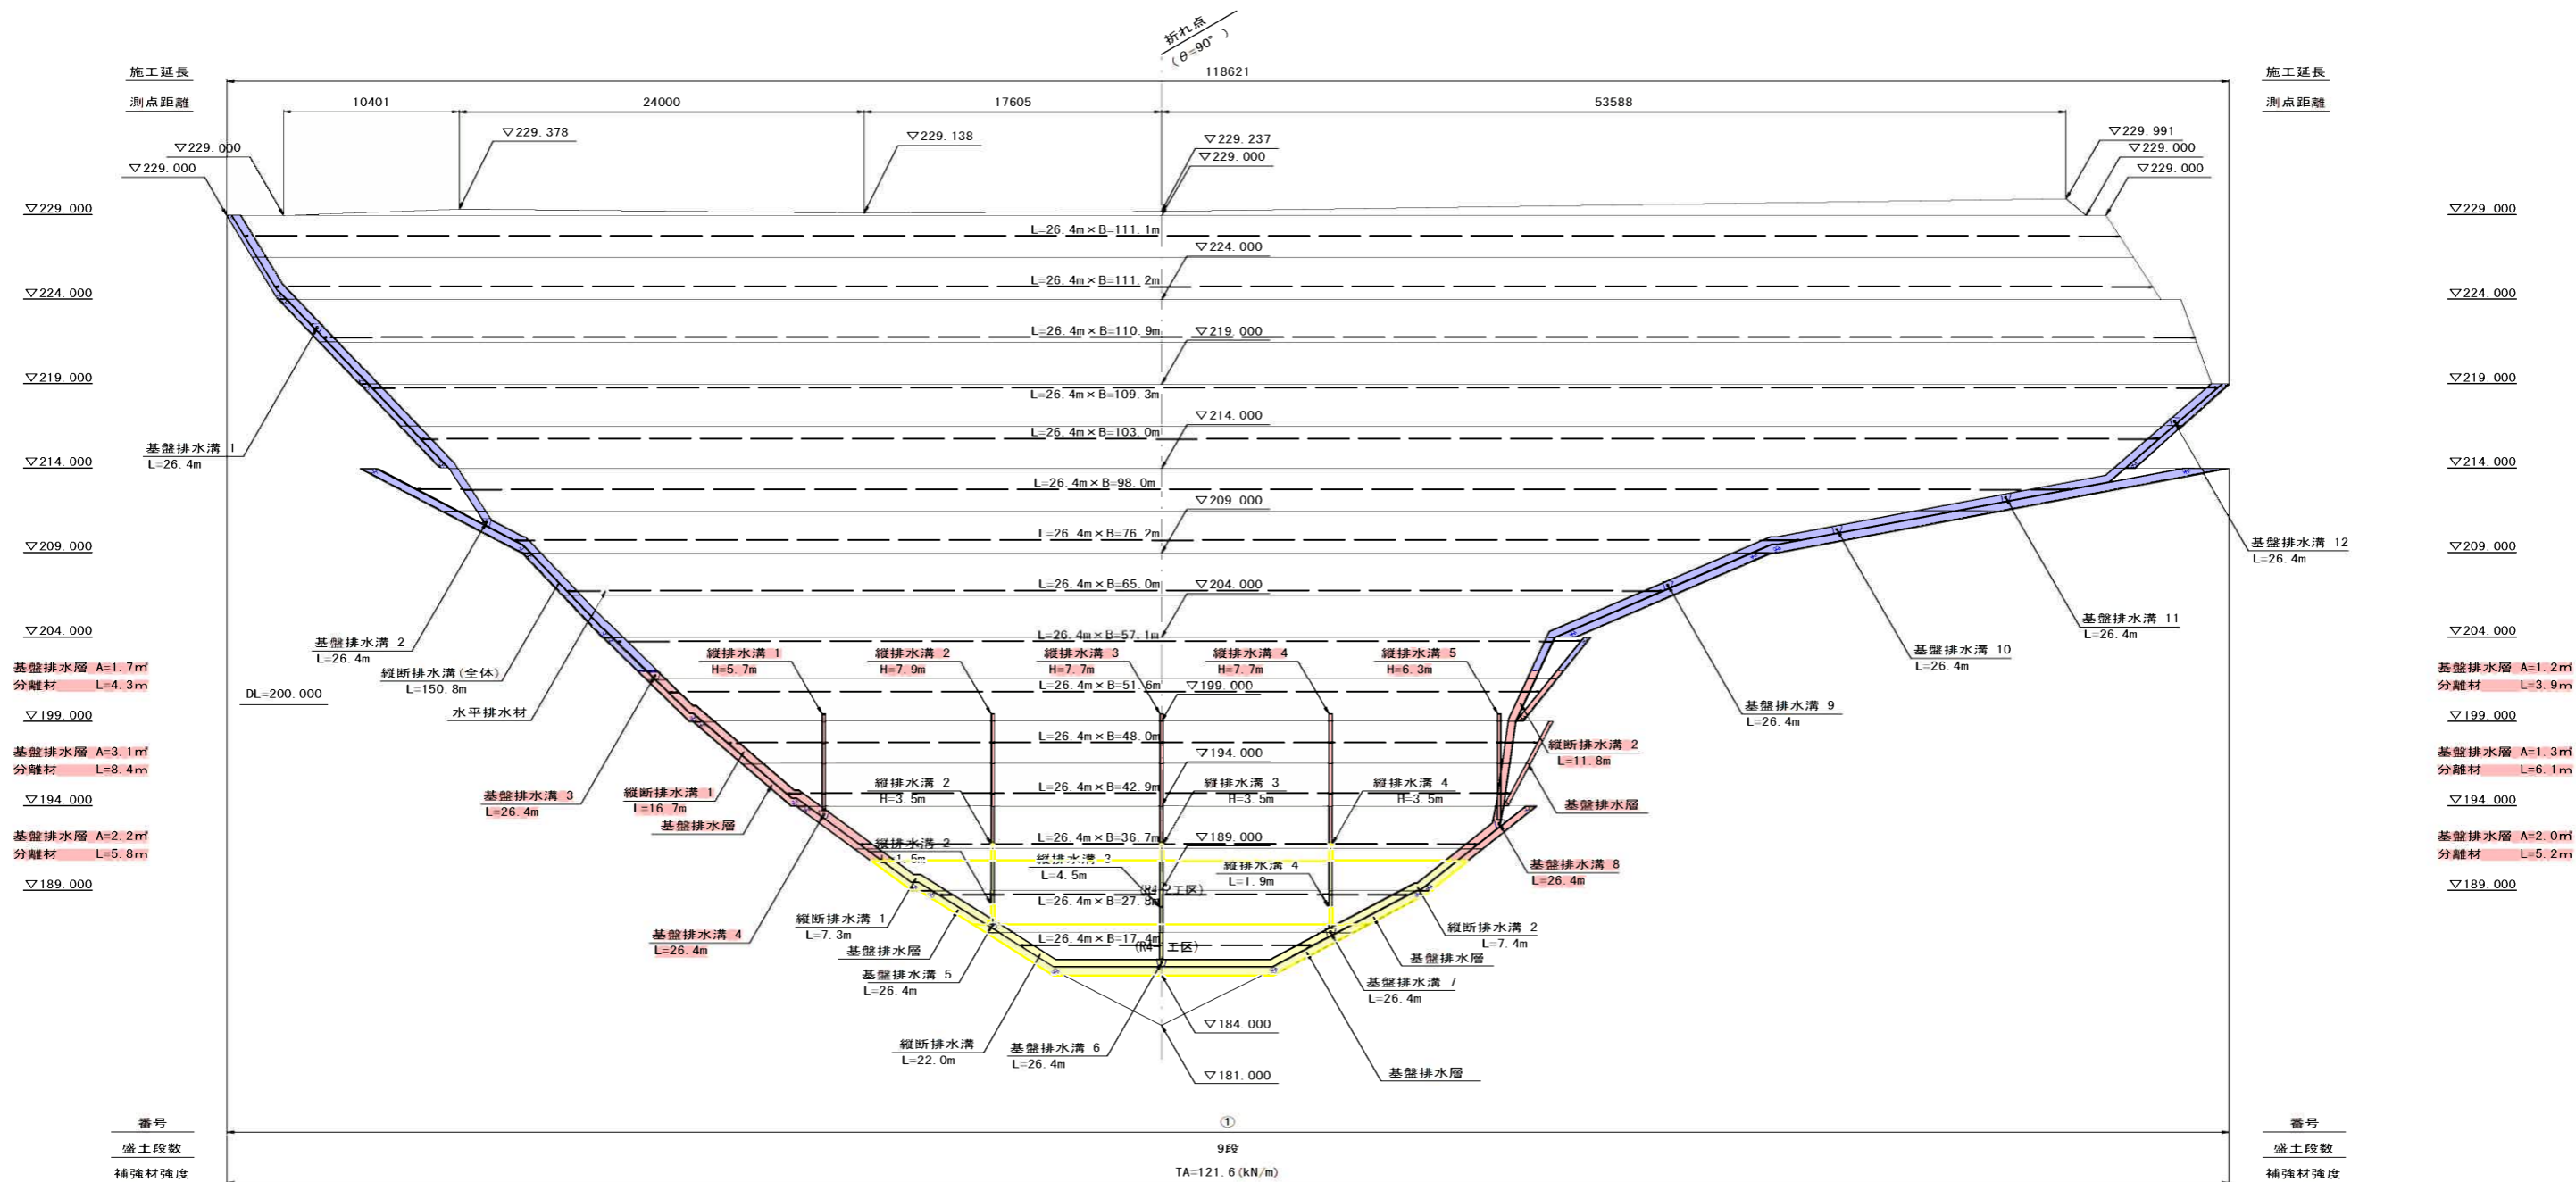 折れ点
(θ=90°)
施工延長
118621
施工延長
測点距離
10401
24000
17605
53588
測点距離
▽229.378
▽229.138
▽229.237
▽229.991
▽229.000
▽229.000
▽229.000
▽229.000
▽229.000
▽229.000
▽229.000
L=26.4m×B=111.1m
▽224.000
L=26.4m×B=111.2m
▽224.000
▽224.000
L=26.4m×B=110.9m
▽219.000
▽219.000
▽219.000
L=26.4m×B=109.3m
▽214.000
L=26.4m×B=103.0m
基盤排水溝 1
L=26.4m
▽214.000
▽214.000
L=26.4m×B=98.0m
▽209.000
L=26.4m×B=76.2m
▽209.000
▽209.000
基盤排水溝 12
L=26.4m
L=26.4m×B=65.0m
▽204.000
基盤排水溝 11
L=26.4m
▽204.000
▽204.000
L=26.4m×B=57.1m
基盤排水溝 2
L=26.4m
縦排水溝 1
H=5.7m
縦排水溝 2
H=7.9m
縦排水溝 3
H=7.7m
縦排水溝 4
H=7.7m
縦排水溝 5
H=6.3m
基盤排水溝 10
L=26.4m
基盤排水層 A=1.7㎡
分離材 L=4.3m
縦断排水溝(全体)
L=150.8m
L=26.4m×B=51.6m
▽199.000
基盤排水層 A=1.2㎡
分離材 L=3.9m
DL=200.000
水平排水材
基盤排水溝 9
L=26.4m
▽199.000
▽199.000
L=26.4m×B=48.0m
▽194.000
縦断排水溝 2
L=11.8m
基盤排水層 A=3.1㎡
分離材 L=8.4m
基盤排水層 A=1.3㎡
分離材 L=6.1m
縦排水溝 2
H=3.5m
L=26.4m×B=42.9m
縦排水溝 3
H=3.5m
縦排水溝 4
H=3.5m
基盤排水溝 3
L=26.4m
縦断排水溝 1
L=16.7m
基盤排水層
基盤排水層
▽194.000
▽194.000
基盤排水層 A=2.2㎡
分離材 L=5.8m
L=26.4m×B=36.7m
▽189.000
基盤排水層 A=2.0㎡
分離材 L=5.2m
縦排水溝 2
縦排水溝 3
L=4.5m
縦排水溝 4
L=1.9m
基盤排水溝 8
L=26.4m
▽189.000
▽189.000
L=26.4m×B=27.8m
縦断排水溝 1
L=7.3m
基盤排水溝 4
L=26.4m
基盤排水層
L=26.4m×B=17.4m
縦断排水溝 2
L=7.4m
基盤排水層
基盤排水溝 5
L=26.4m
基盤排水溝 7
L=26.4m
▽184.000
縦断排水溝
L=22.0m
基盤排水溝 6
L=26.4m
▽181.000
基盤排水層
番号
①
番号
盛土段数
9段
盛土段数
補強材強度
TA=121.6(kN/m)
補強材強度